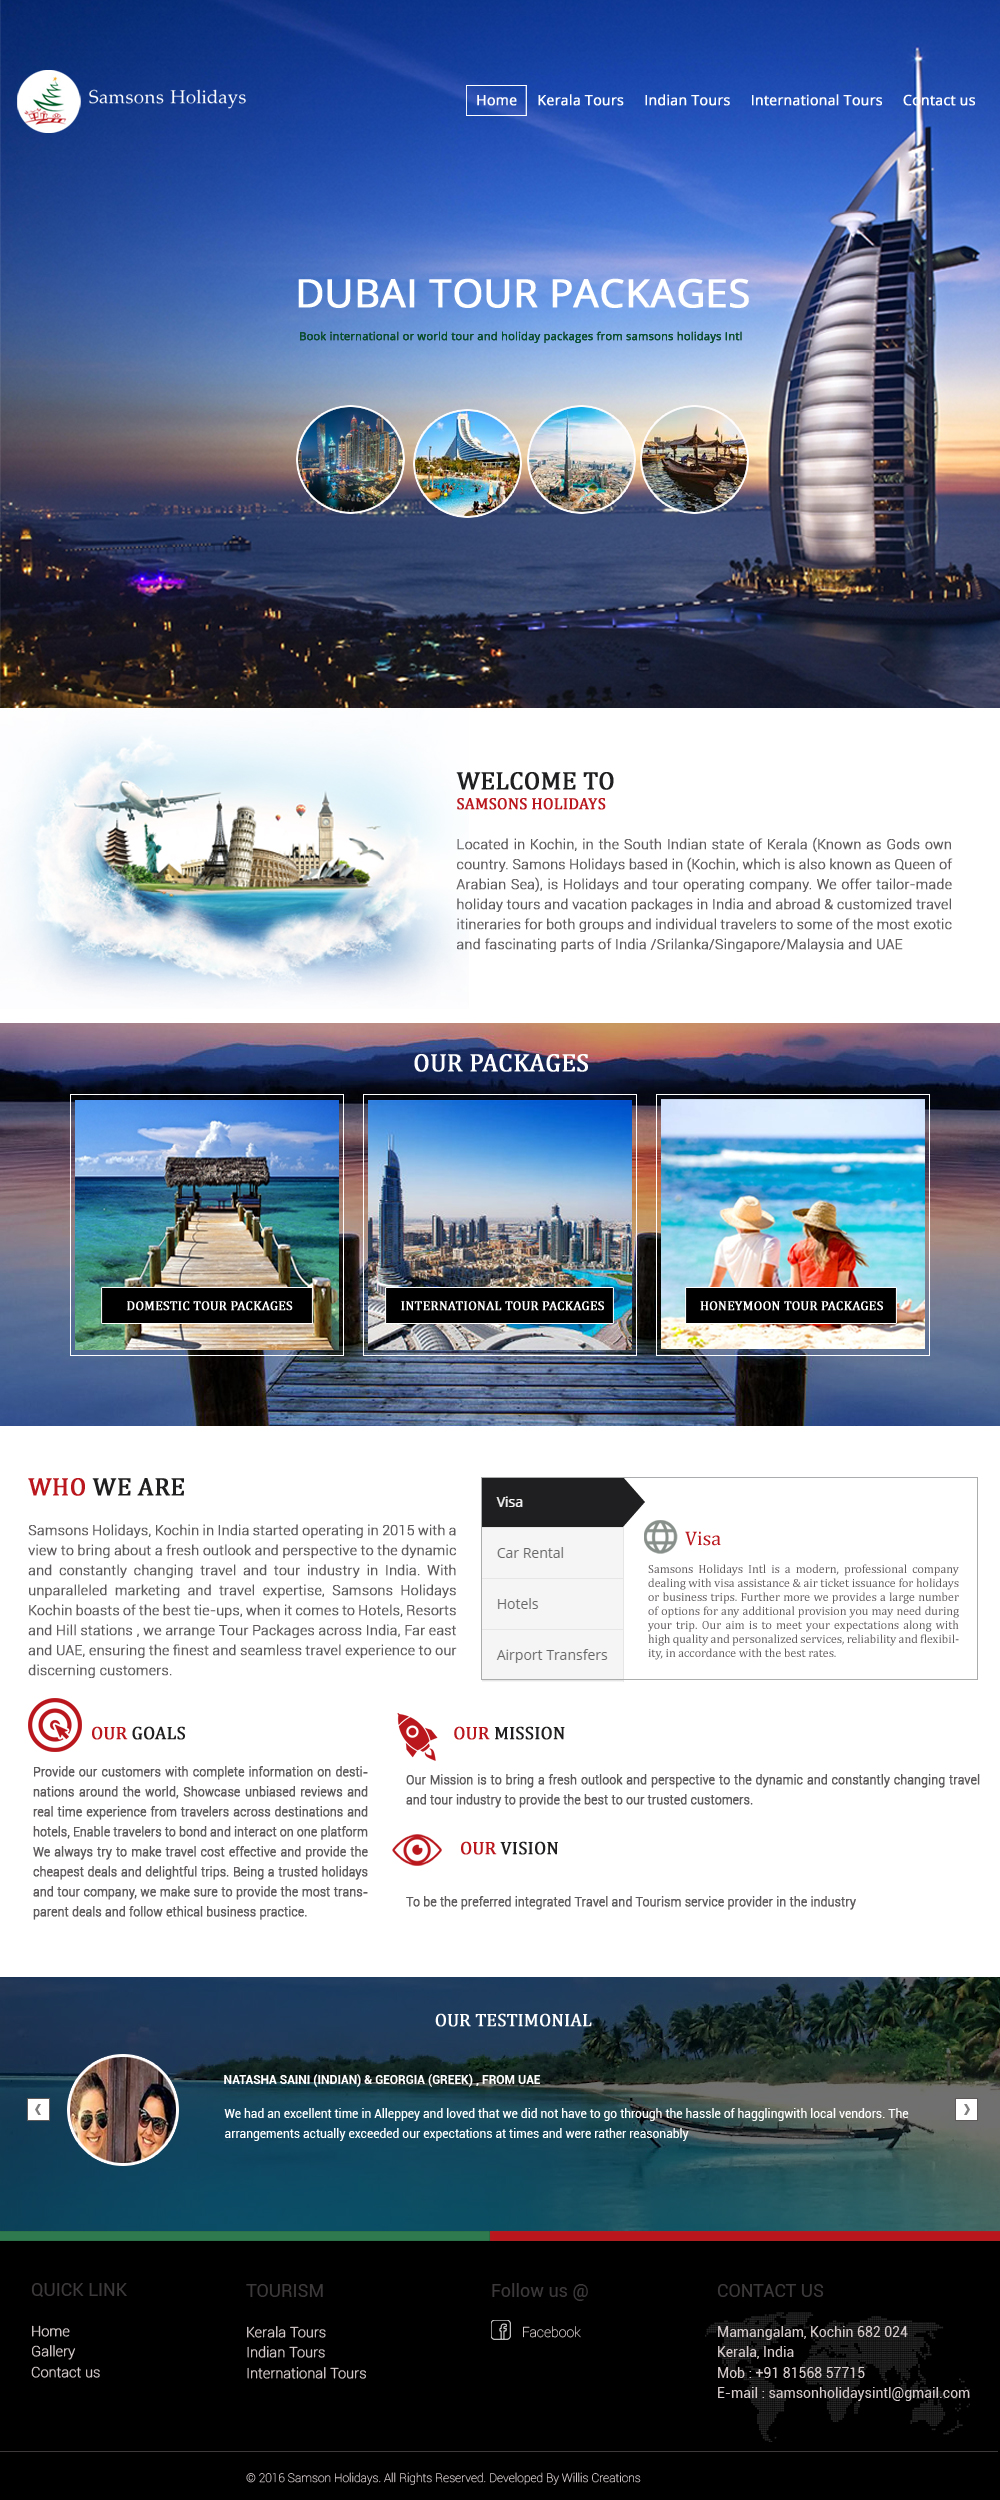 Samsons Holidays
Home
Kerala Tours
Indian Tours
International Tours
Contact us
DUBAI TOUR PACKAGES
Book international or world tour and holiday packages from samsons holidays Intl
WELCOME TO
SAMSONS HOLIDAYS
Located in Kochin, in the South Indian state of Kerala (Known as Gods own
country. Samons Holidays based in (Kochin, which is also known as Queen of
Arabian Sea), is Holidays and tour operating company. We offer tailor-made
holiday tours and vacation packages in India and abroad & customized travel
itineraries for both groups and individual travelers to some of the most exotic
and fascinating parts of India /Srilanka/Singapore/Malaysia and UAE
OUR PACKAGES
DOMESTIC TOUR PACKAGES
INTERNATIONAL TOUR PACKAGES
HONEYMOON TOUR PACKAGES
WHO WE ARE
Samsons Holidays, Kochin in India started operating in 2015 with a
view to bring about a fresh outlook and perspective to the dynamic
and constantly changing travel and tour industry in India. With
unparalleled marketing and travel expertise, Samsons Holidays
Kochin boasts of the best tie-ups, when it comes to Hotels, Resorts
and Hill stations , we arrange Tour Packages across India, Far east
and UAE, ensuring the finest and seamless travel experience to our
discerning customers.
Visa
Car Rental
Hotels
Airport Transfers
Visa
Samsons Holidays Intl is a modern, professional company
dealing with visa assistance & air ticket issuance for holidays
or business trips. Further more we provides a large number
of options for any additional provision you may need during
your trip. Our aim is to meet your expectations along with
high quality and personalized services, reliability and flexibil-
ity, in accordance with the best rates.
OUR GOALS
Provide our customers with complete information on desti-
nations around the world, Showcase unbiased reviews and
real time experience from travelers across destinations and
hotels, Enable travelers to bond and interact on one platform
We always try to make travel cost effective and provide the
cheapest deals and delightful trips. Being a trusted holidays
and tour company, we make sure to provide the most trans-
parent deals and follow ethical business practice.
OUR MISSION
Our Mission is to bring a fresh outlook and perspective to the dynamic and constantly changing travel
and tour industry to provide the best to our trusted customers.
OUR VISION
To be the preferred integrated Travel and Tourism service provider in the industry
OUR TESTIMONIAL
NATASHA SAINI (INDIAN) & GEORGIA (GREEK) , FROM UAE
We had an excellent time in Alleppey and loved that we did not have to go through the hassle of hagglingwith local vendors. The
arrangements actually exceeded our expectations at times and were rather reasonably
QUICK LINK
Home
Gallery
Contact us
TOURISM
Kerala Tours
Indian Tours
International Tours
Follow us @
Facebook
CONTACT US
Mamangalam, Kochin 682 024
Kerala, India
Mob : +91 81568 57715
E-mail : samsonholidaysintl@gmail.com
© 2016 Samson Holidays. All Rights Reserved. Developed By Willis Creations